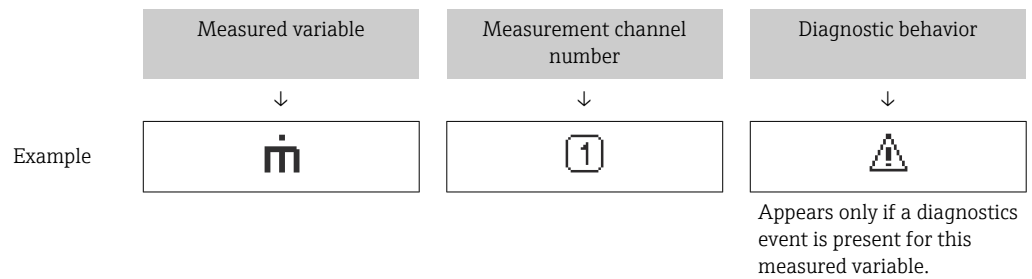 Measured variable
Measurement channel
number
Diagnostic behavior
↓
↓
↓
Example
ṁ
1
⚠
Appears only if a diagnostics
event is present for this
measured variable.